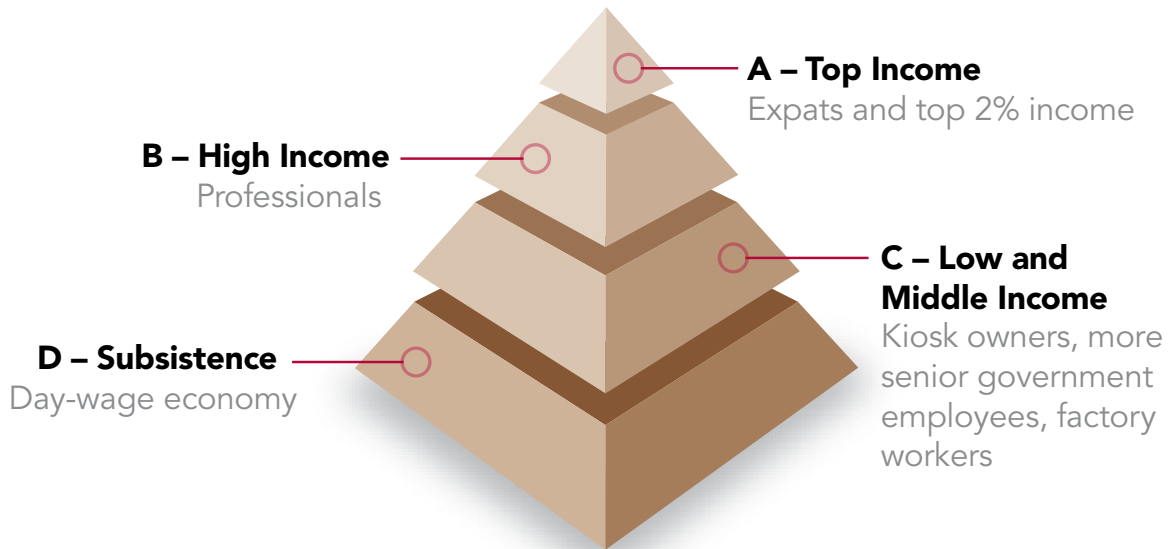 A – Top Income
Expats and top 2% income
B – High Income
Professionals
C – Low and
Middle Income
Kiosk owners, more
senior government
employees, factory
workers
D – Subsistence
Day-wage economy